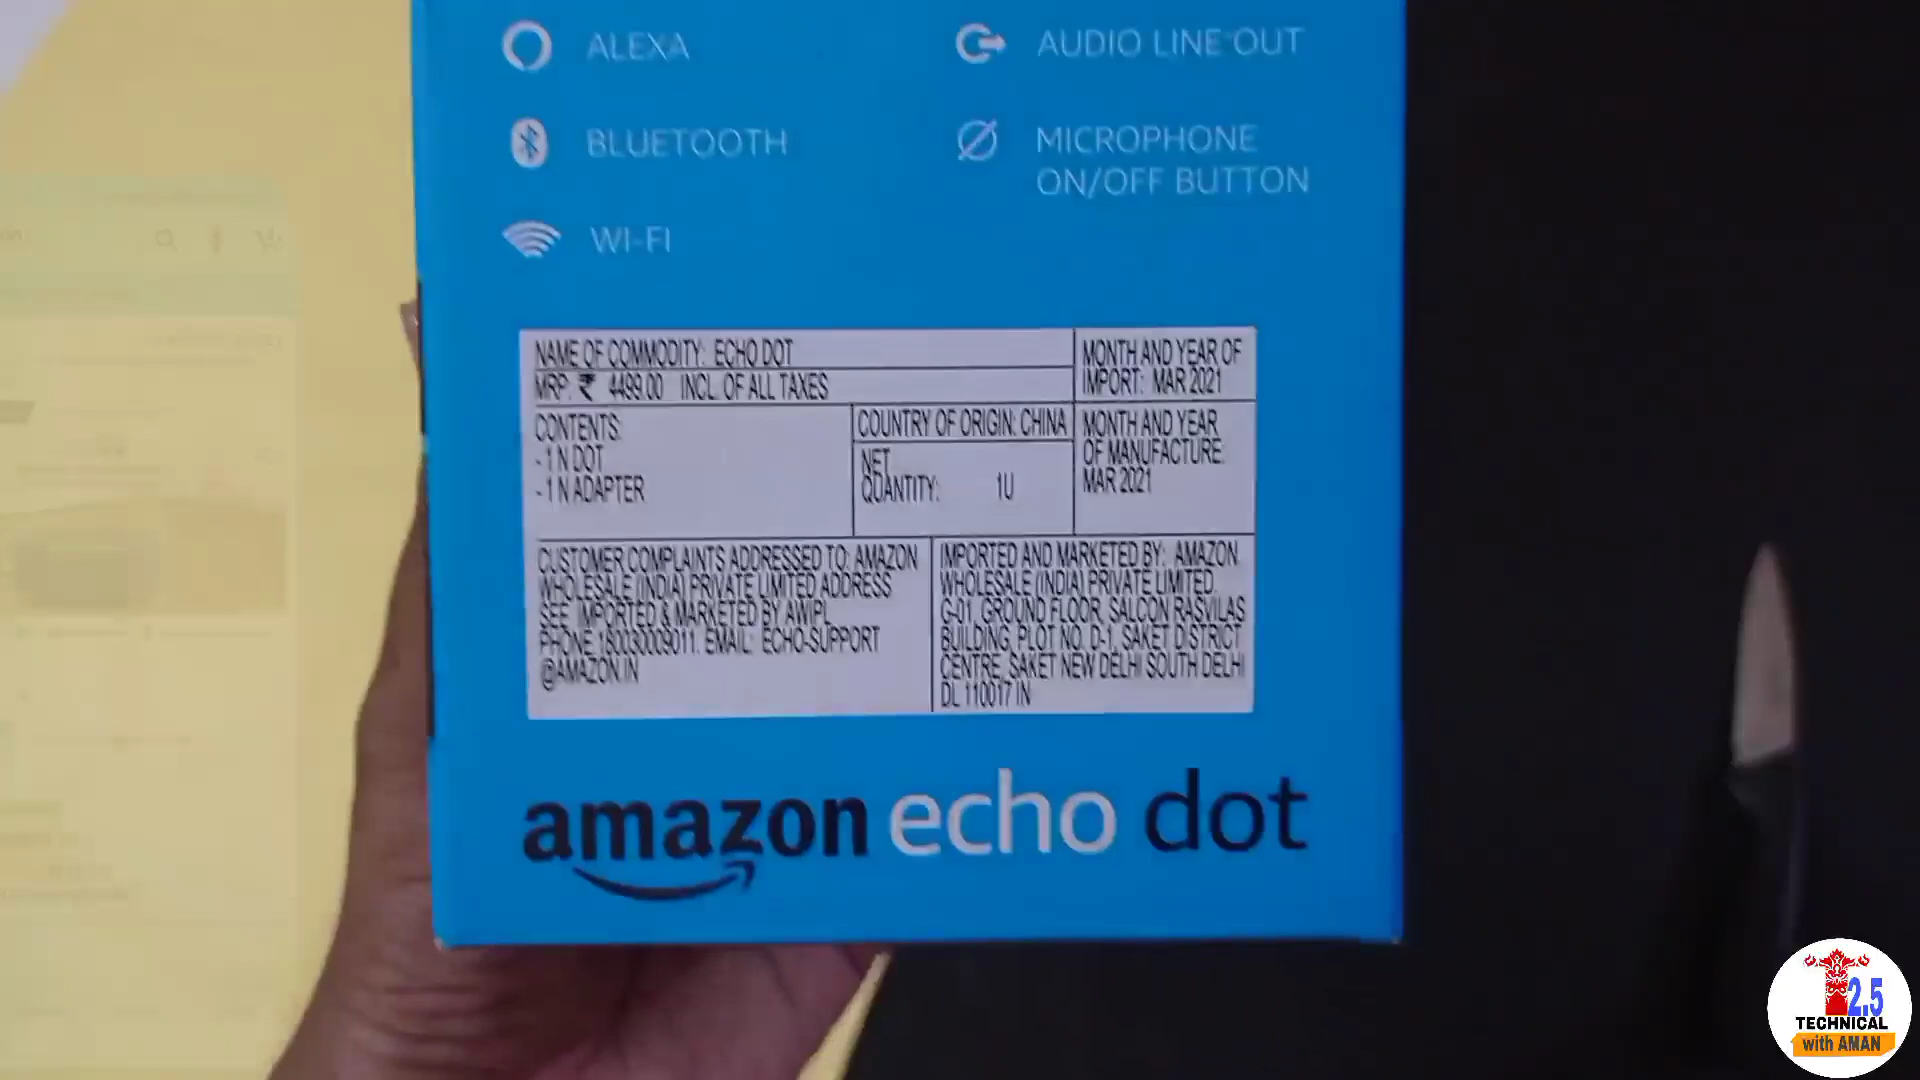 ALEXA
AUDIO LINE OUT
BLUETOOTH
MICROPHONE
ON/OFF BUTTON
WI-FI
NAME OF COMMODITY: ECHO DOT
MRP: ₹ 4499.00 INCL. OF ALL TAXES
MONTH AND YEAR OF
IMPORT: MAR 2021
CONTENTS:
- 1 N DOT
- 1 N ADAPTER
COUNTRY OF ORIGIN: CHINA
NET
QUANTITY: 1U
MONTH AND YEAR
OF MANUFACTURE:
MAR 2021
CUSTOMER COMPLAINTS ADDRESSED TO: AMAZON
WHOLESALE (INDIA) PRIVATE LIMITED ADDRESS
SEE IMPORTED & MARKETED BY AWIPL
PHONE 180030009011. EMAIL: ECHO-SUPPORT
@AMAZON.IN
IMPORTED AND MARKETED BY: AMAZON
WHOLESALE (INDIA) PRIVATE LIMITED.
G-01, GROUND FLOOR, SALCON RASVILAS
BUILDING, PLOT NO. D-1, SAKET DISTRICT
CENTRE, SAKET NEW DELHI SOUTH DELHI
DL 110017 IN
amazon echo dot
2.5
TECHNICAL
with AMAN